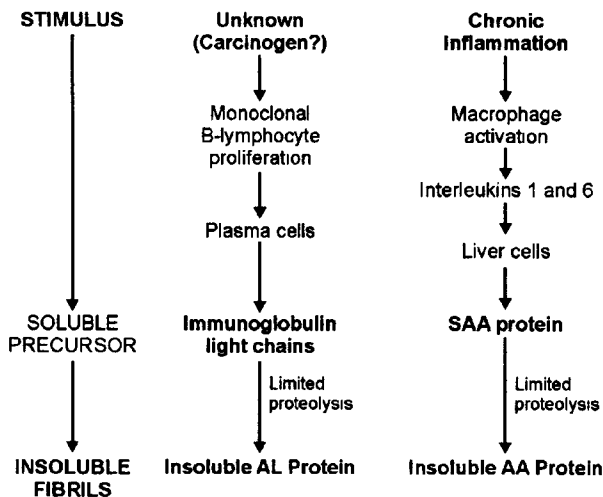 STIMULUS
SOLUBLE
PRECURSOR
INSOLUBLE
FIBRILS
Unknown
(Carcinogen?)
Monoclonal
B-lymphocyte
proliferation
Plasma cells
Immunoglobulin
light chains
Limited
proteolysis
Insoluble AL Protein
Chronic
Inflammation
Macrophage
activation
Interleukins 1 and 6
Liver cells
SAA protein
Limited
proteolysis
Insoluble AA Protein